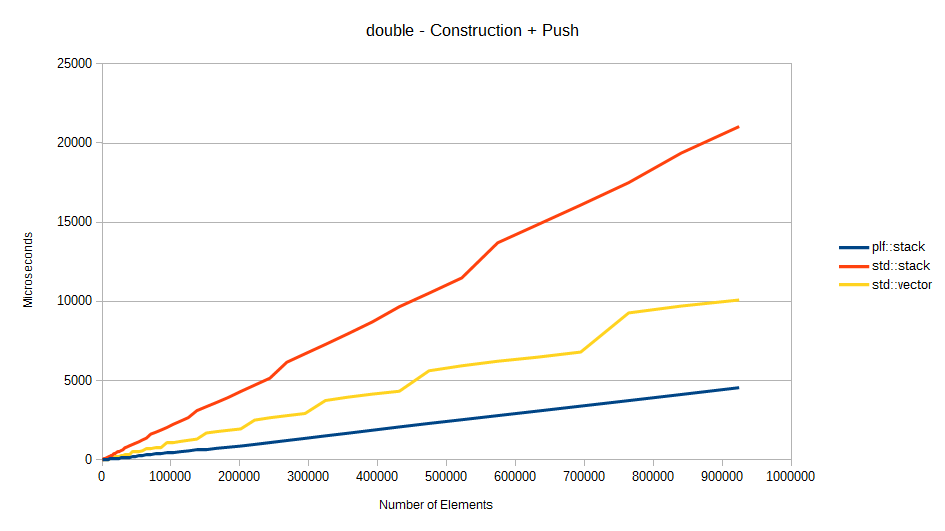 double - Construction + Push
25000
20000
15000
10000
5000
0
Microseconds
0 100000 200000 300000 400000 500000 600000 700000 800000 900000 1000000
Number of Elements
plf::stack
std::stack
std::vector